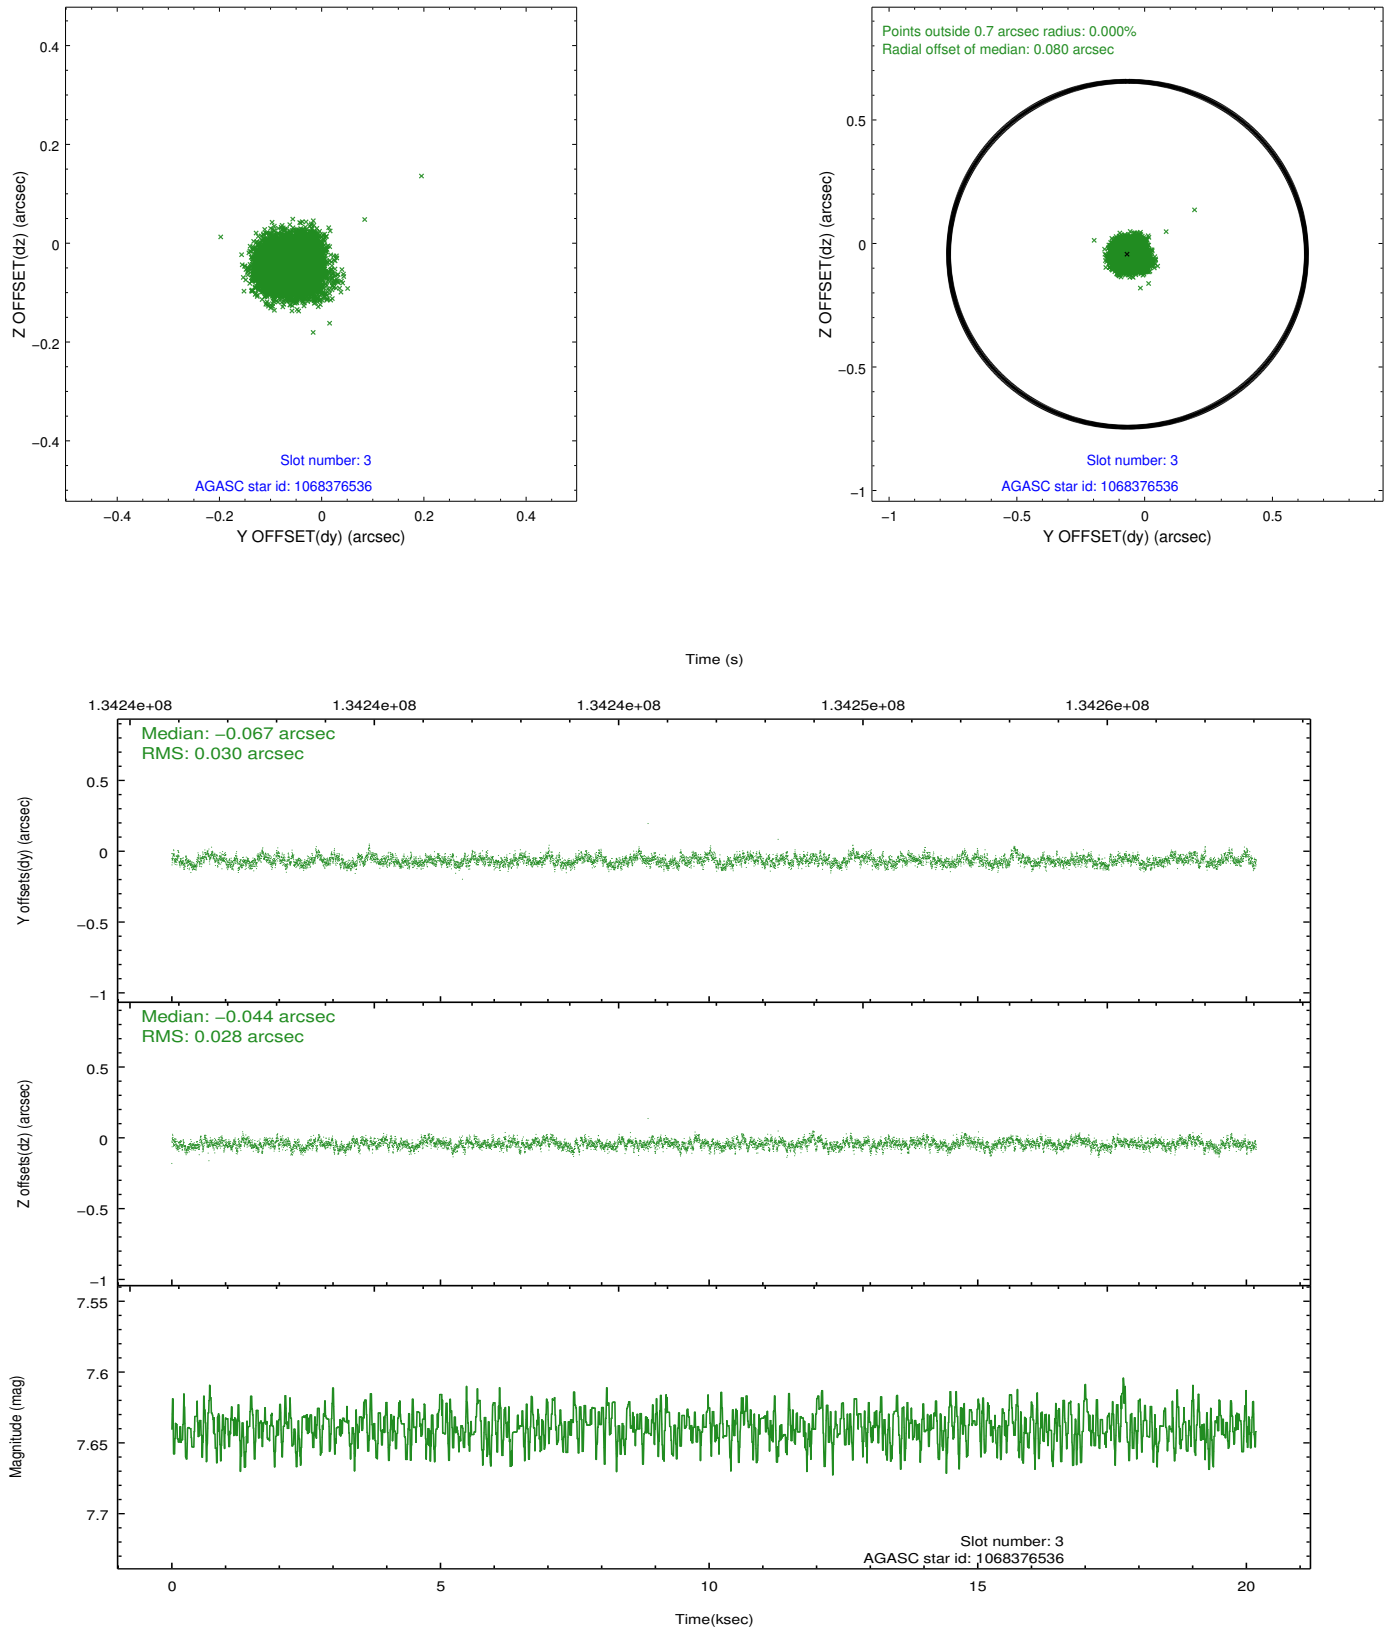 0.4
0.2
0
−0.2
−0.4
Z OFFSET(dz) (arcsec)
Slot number: 3
AGASC star id: 1068376536
−0.4 −0.2 0 0.2 0.4
Y OFFSET(dy) (arcsec)
Points outside 0.7 arcsec radius: 0.000%
Radial offset of median: 0.080 arcsec
0.5
0
−0.5
−1
Z OFFSET(dz) (arcsec)
Slot number: 3
AGASC star id: 1068376536
−1 −0.5 0 0.5
Y OFFSET(dy) (arcsec)
Time (s)
1.3424e+08 1.3424e+08 1.3424e+08 1.3425e+08 1.3426e+08
Median: −0.067 arcsec
RMS: 0.030 arcsec
0.5
0
−0.5
−1
Y offsets(dy) (arcsec)
Median: −0.044 arcsec
RMS: 0.028 arcsec
0.5
0
−0.5
−1
Z offsets(dz) (arcsec)
7.55
7.6
7.65
7.7
Magnitude (mag)
Slot number: 3
AGASC star id: 1068376536
0 5 10 15 20
Time(ksec)